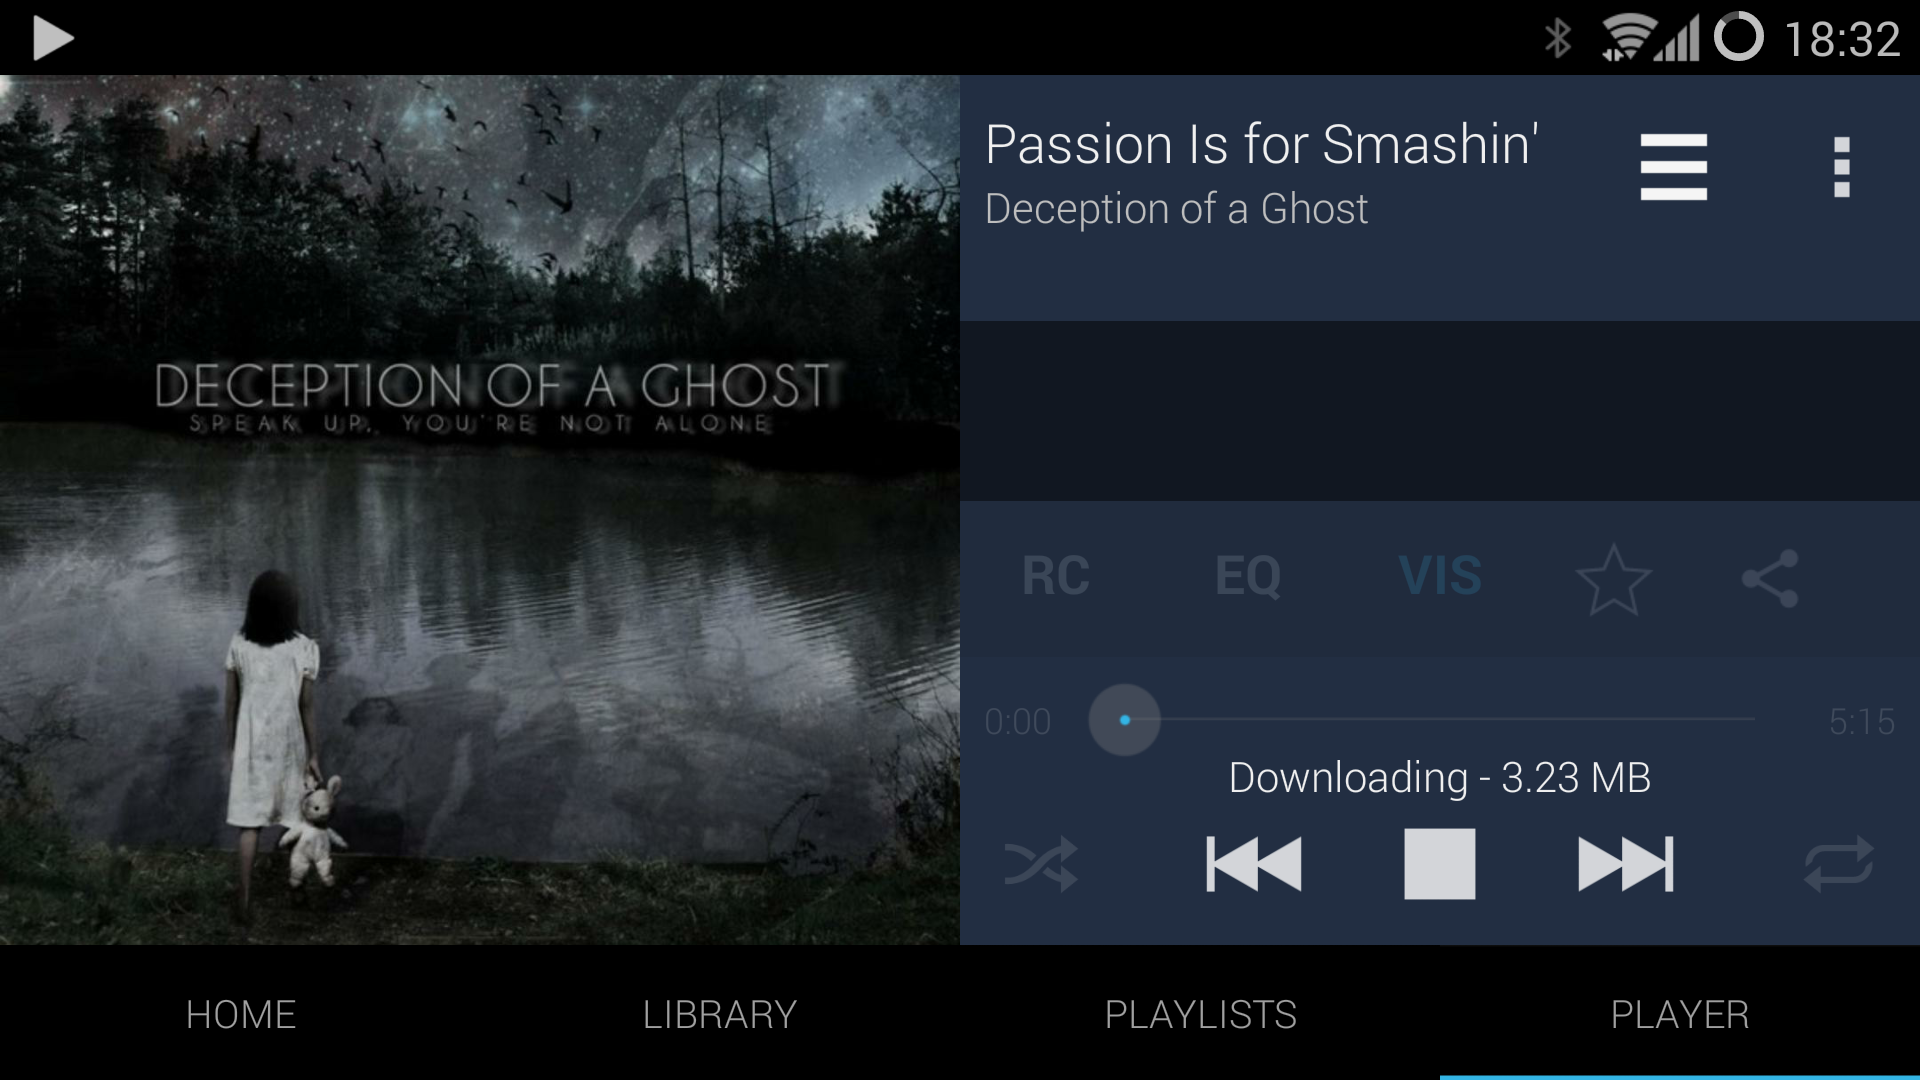 18:32
DECEPTION OF A GHOST
SPEAK UP, YOU'RE NOT ALONE
Passion Is for Smashin'
Deception of a Ghost
RC EQ VIS
0:00 5:15
Downloading - 3.23 MB
HOME LIBRARY PLAYLISTS PLAYER